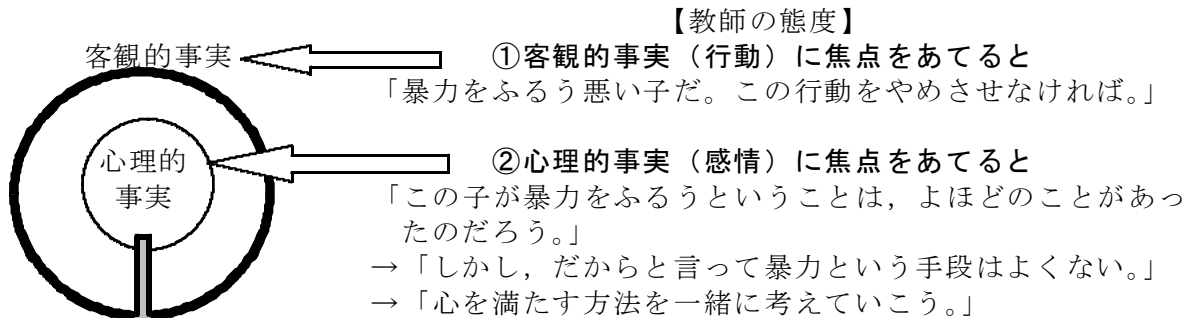 【教師の態度】
客観的事実
①客観的事実(行動)に焦点をあてると
「暴力をふるう悪い子だ。この行動をやめさせなければ。」
心理的
事実
②心理的事実(感情)に焦点をあてると
「この子が暴力をふるうということは,よほどのことがあっ
たのだろう。」
→「しかし,だからと言って暴力という手段はよくない。」
→「心を満たす方法を一緒に考えていこう。」